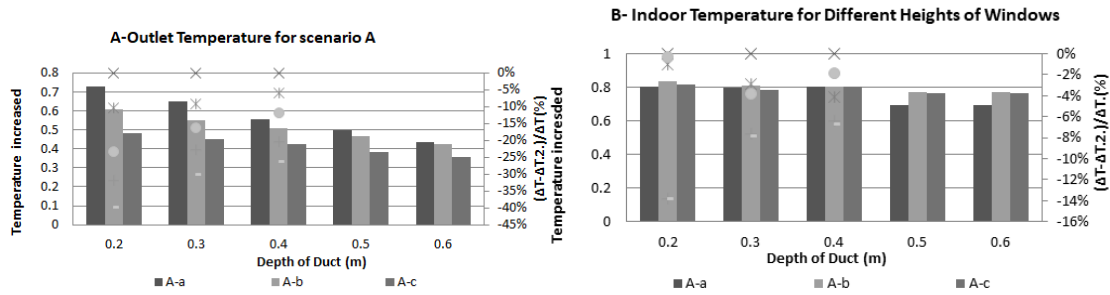 A-Outlet Temperature for scenario A
Temperature increased
0.8
0.7
0.6
0.5
0.4
0.3
0.2
0.1
0
0%
-5%
-10%
-15%
-20%
-25%
-30%
-35%
-40%
-45%
(ΔT-ΔT.2.)/ΔT(%)
0.2 0.3 0.4 0.5 0.6
Depth of Duct (m)
A-a A-b A-c
B- Indoor Temperature for Different Heights of Windows
Temperature incresded
1
0.8
0.6
0.4
0.2
0
0%
-2%
-4%
-6%
-8%
-10%
-12%
-14%
-16%
(ΔT-ΔT.2.)/ΔT.(%)
0.2 0.3 0.4 0.5 0.6
Depth of Duct (m)
A-a A-b A-c